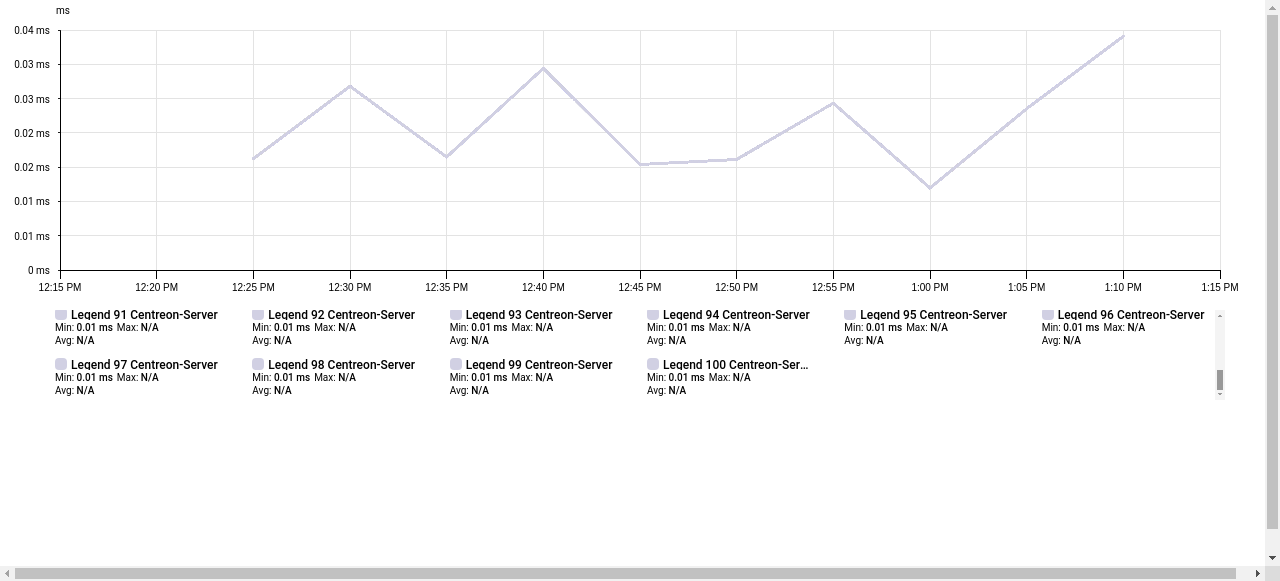 ms
0.04 ms
0.03 ms
0.03 ms
0.02 ms
0.02 ms
0.01 ms
0.01 ms
0 ms
12:15 PM 12:20 PM 12:25 PM 12:30 PM 12:35 PM 12:40 PM 12:45 PM 12:50 PM 12:55 PM 1:00 PM 1:05 PM 1:10 PM 1:15 PM
Legend 91 Centreon-Server Legend 92 Centreon-Server Legend 93 Centreon-Server Legend 94 Centreon-Server Legend 95 Centreon-Server Legend 96 Centreon-Server
Min: 0.01 ms Max: N/A Min: 0.01 ms Max: N/A Min: 0.01 ms Max: N/A Min: 0.01 ms Max: N/A Min: 0.01 ms Max: N/A Min: 0.01 ms Max: N/A
Avg: N/A Avg: N/A Avg: N/A Avg: N/A Avg: N/A Avg: N/A
Legend 97 Centreon-Server Legend 98 Centreon-Server Legend 99 Centreon-Server Legend 100 Centreon-Ser...
Min: 0.01 ms Max: N/A Min: 0.01 ms Max: N/A Min: 0.01 ms Max: N/A Min: 0.01 ms Max: N/A
Avg: N/A Avg: N/A Avg: N/A Avg: N/A